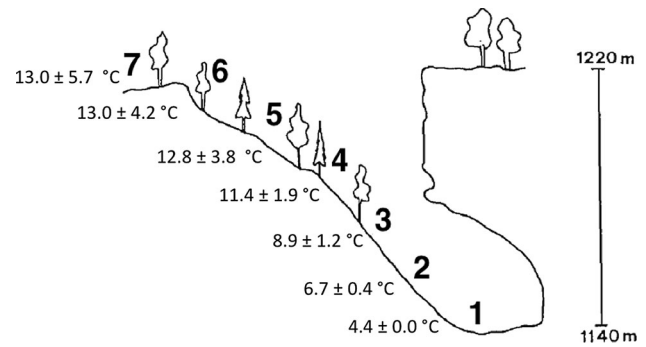 1220 m
7
13.0 ± 5.7 °C
6
13.0 ± 4.2 °C
5
12.8 ± 3.8 °C
4
11.4 ± 1.9 °C
3
8.9 ± 1.2 °C
2
6.7 ± 0.4 °C
1
4.4 ± 0.0 °C
1140 m